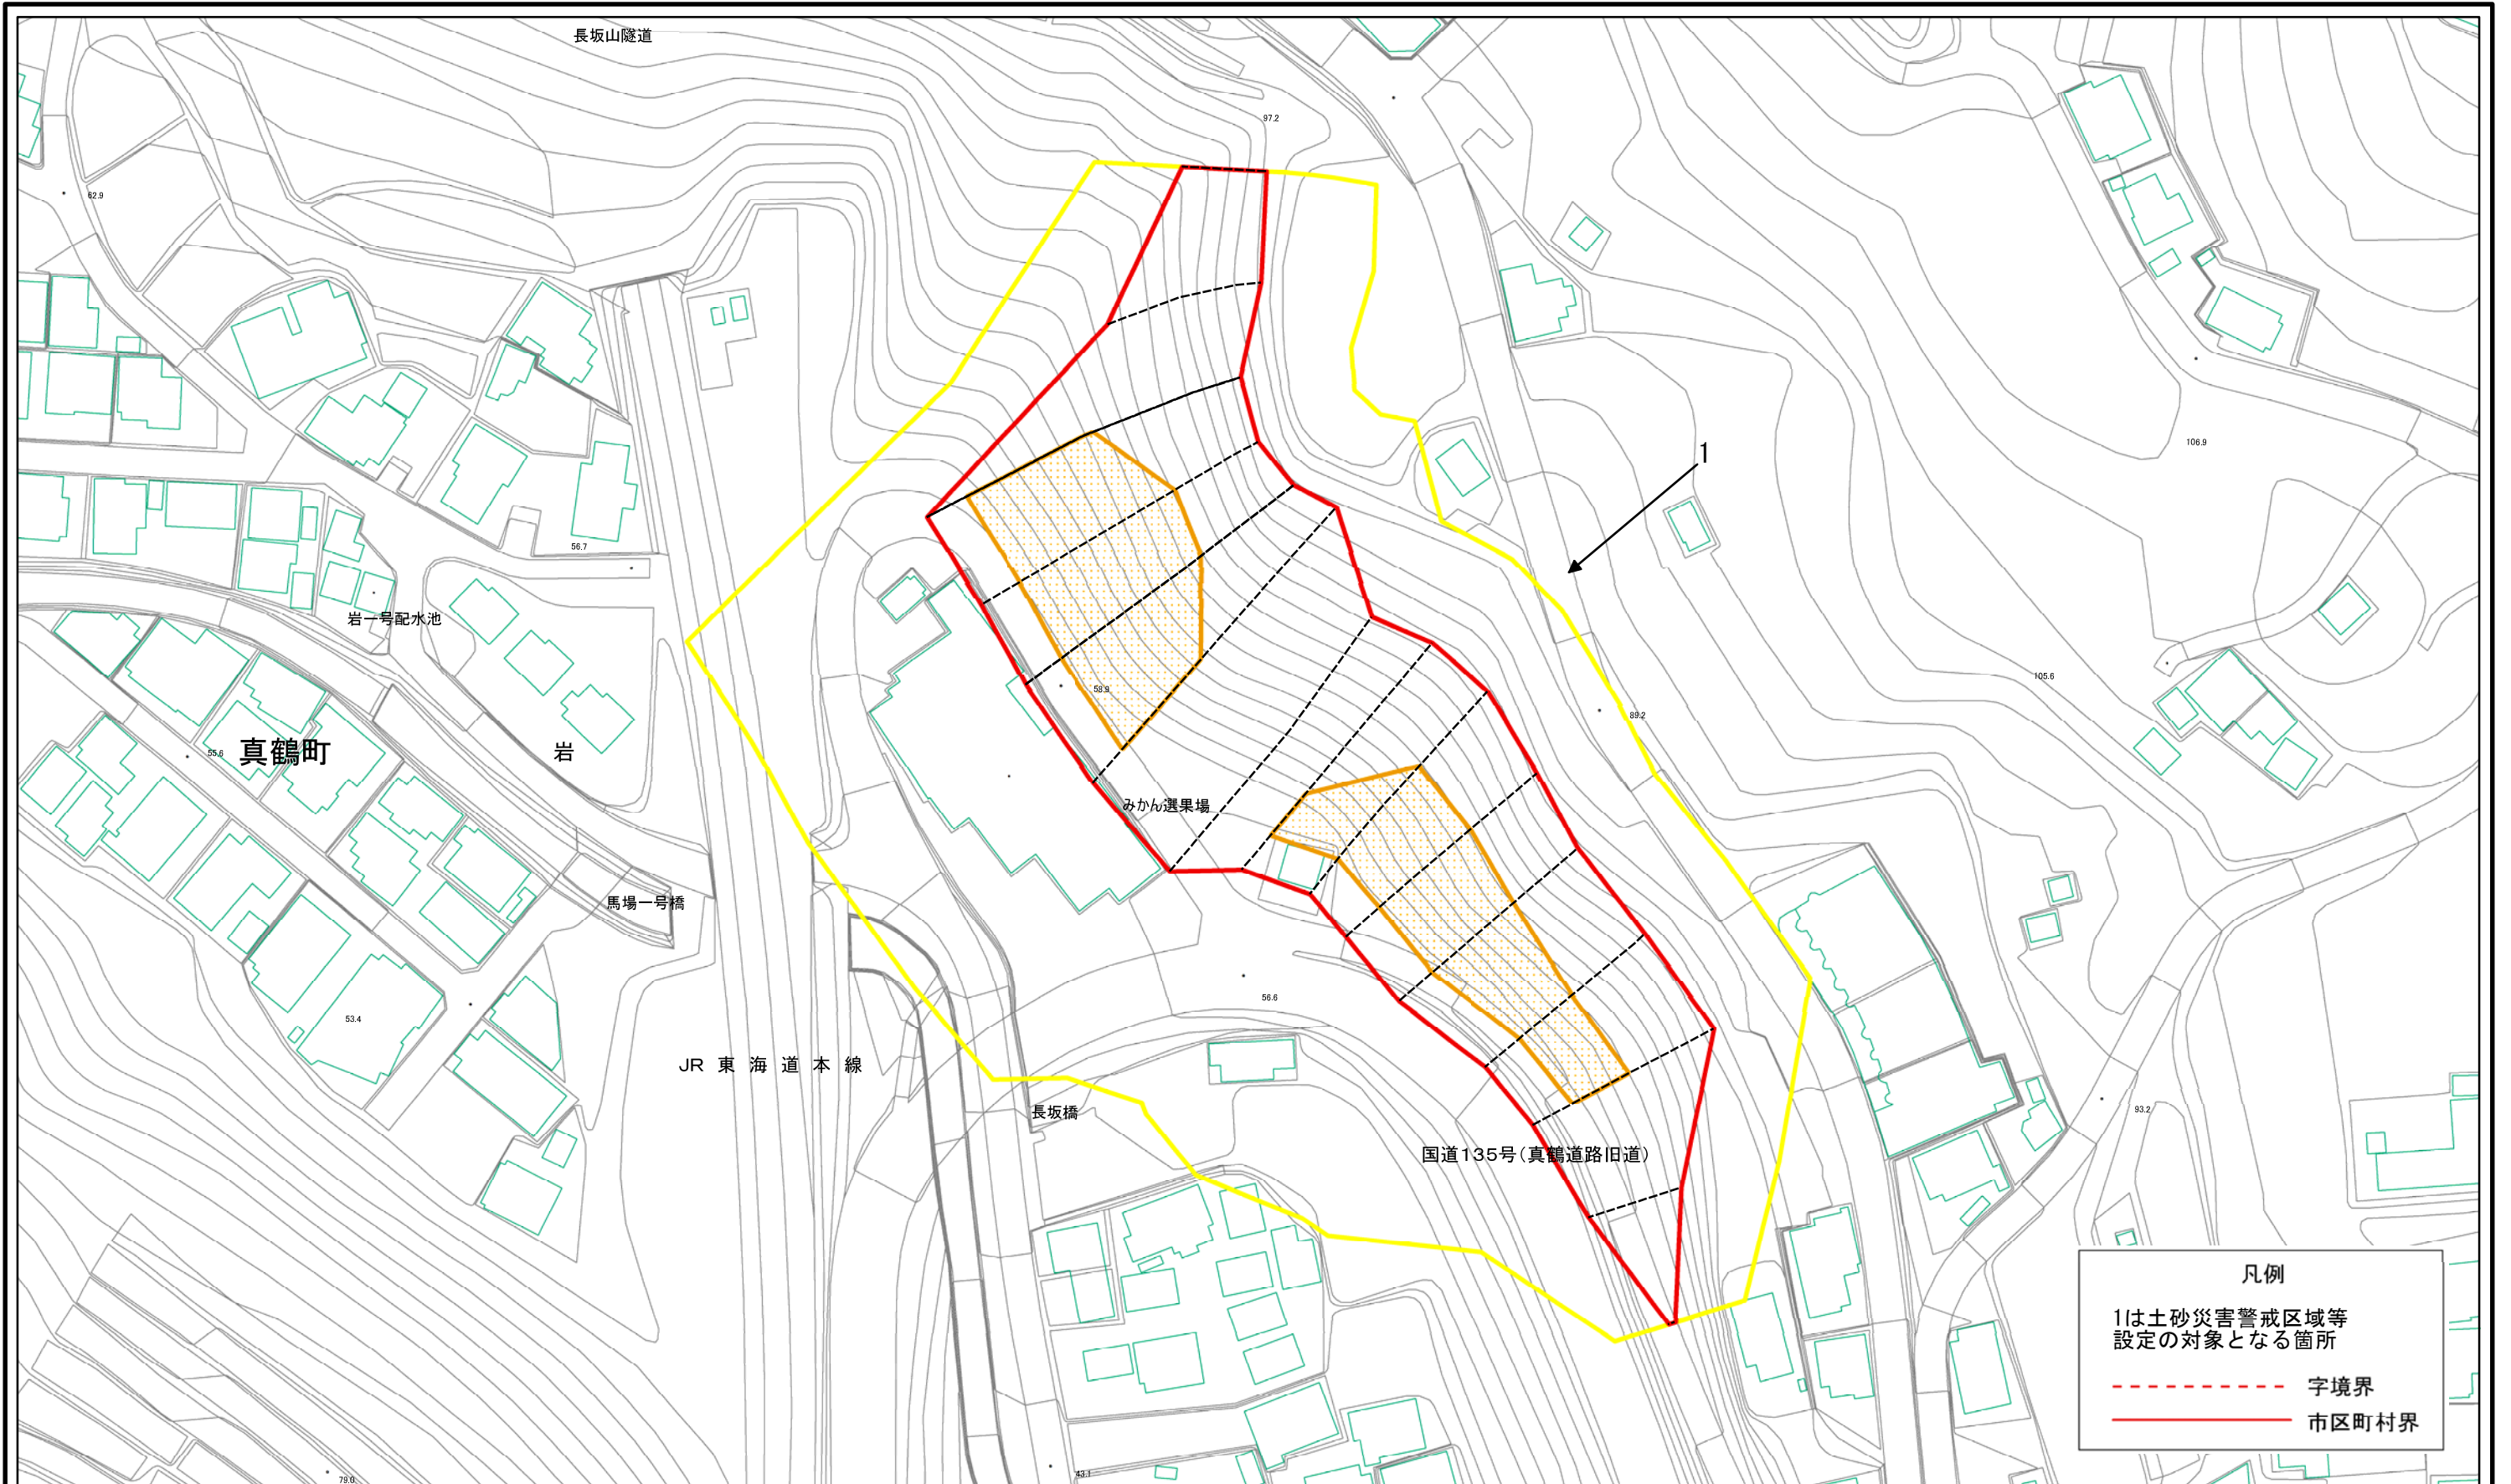 長坂山隧道
97.2
62.9
106.9
1
56.7
岩一号配水池
105.6
58.9
89.2
真鶴町
岩
55.6
みかん選果場
馬場一号橋
56.6
53.4
JR 東 海 道 本 線
長坂橋
93.2
国道135号(真鶴道路旧道)
凡例
1は土砂災害警戒区域等
設定の対象となる箇所
字境界
市区町村界
43.1
79.0